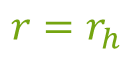 r = r_h